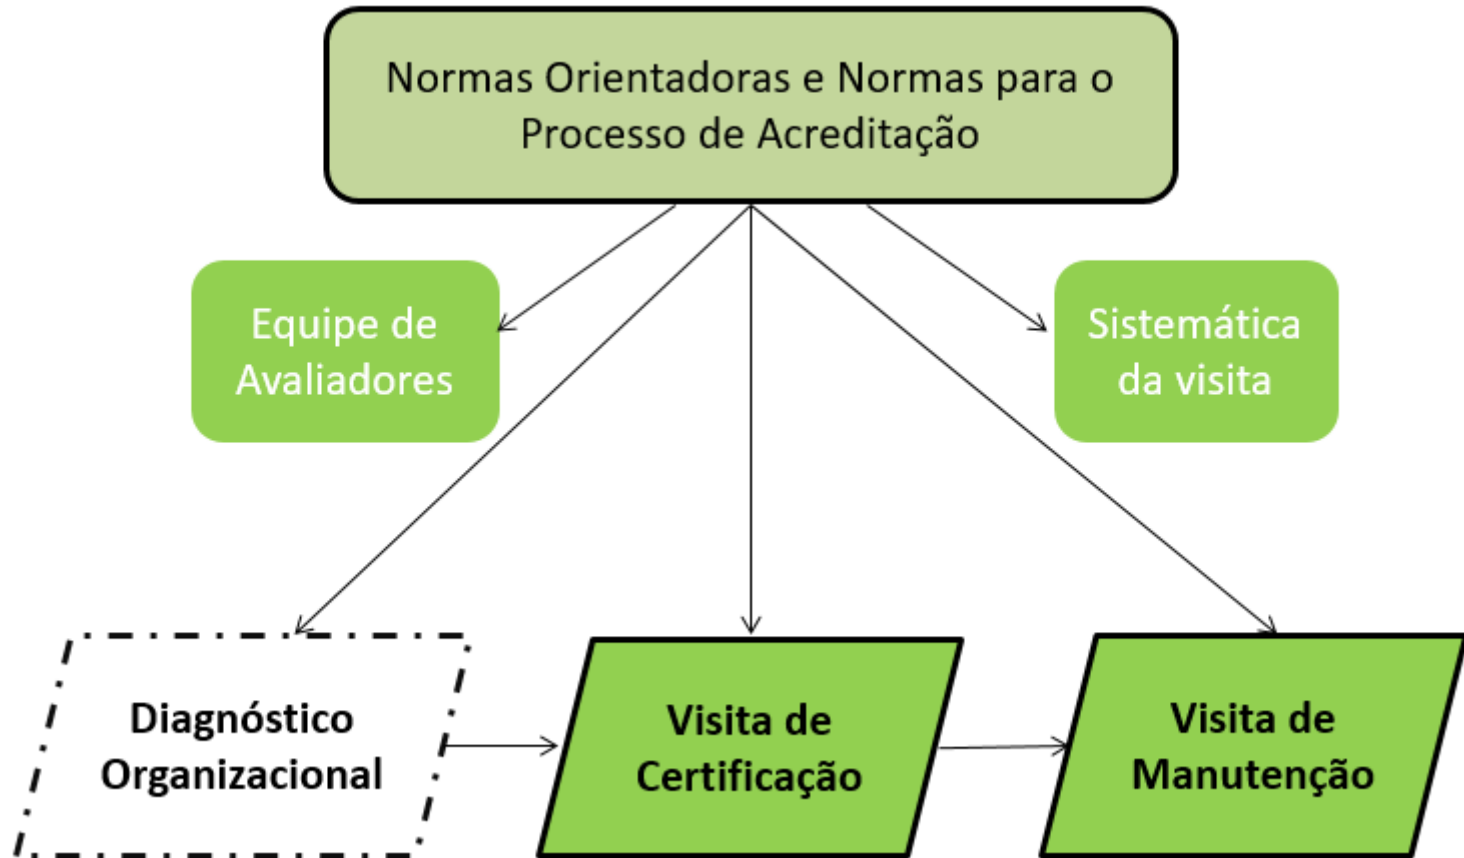 Normas Orientadoras e Normas para o
Processo de Acreditação
Equipe de
Avaliadores
Sistemática
da visita
Diagnóstico
Organizacional
Visita de
Certificação
Visita de
Manutenção